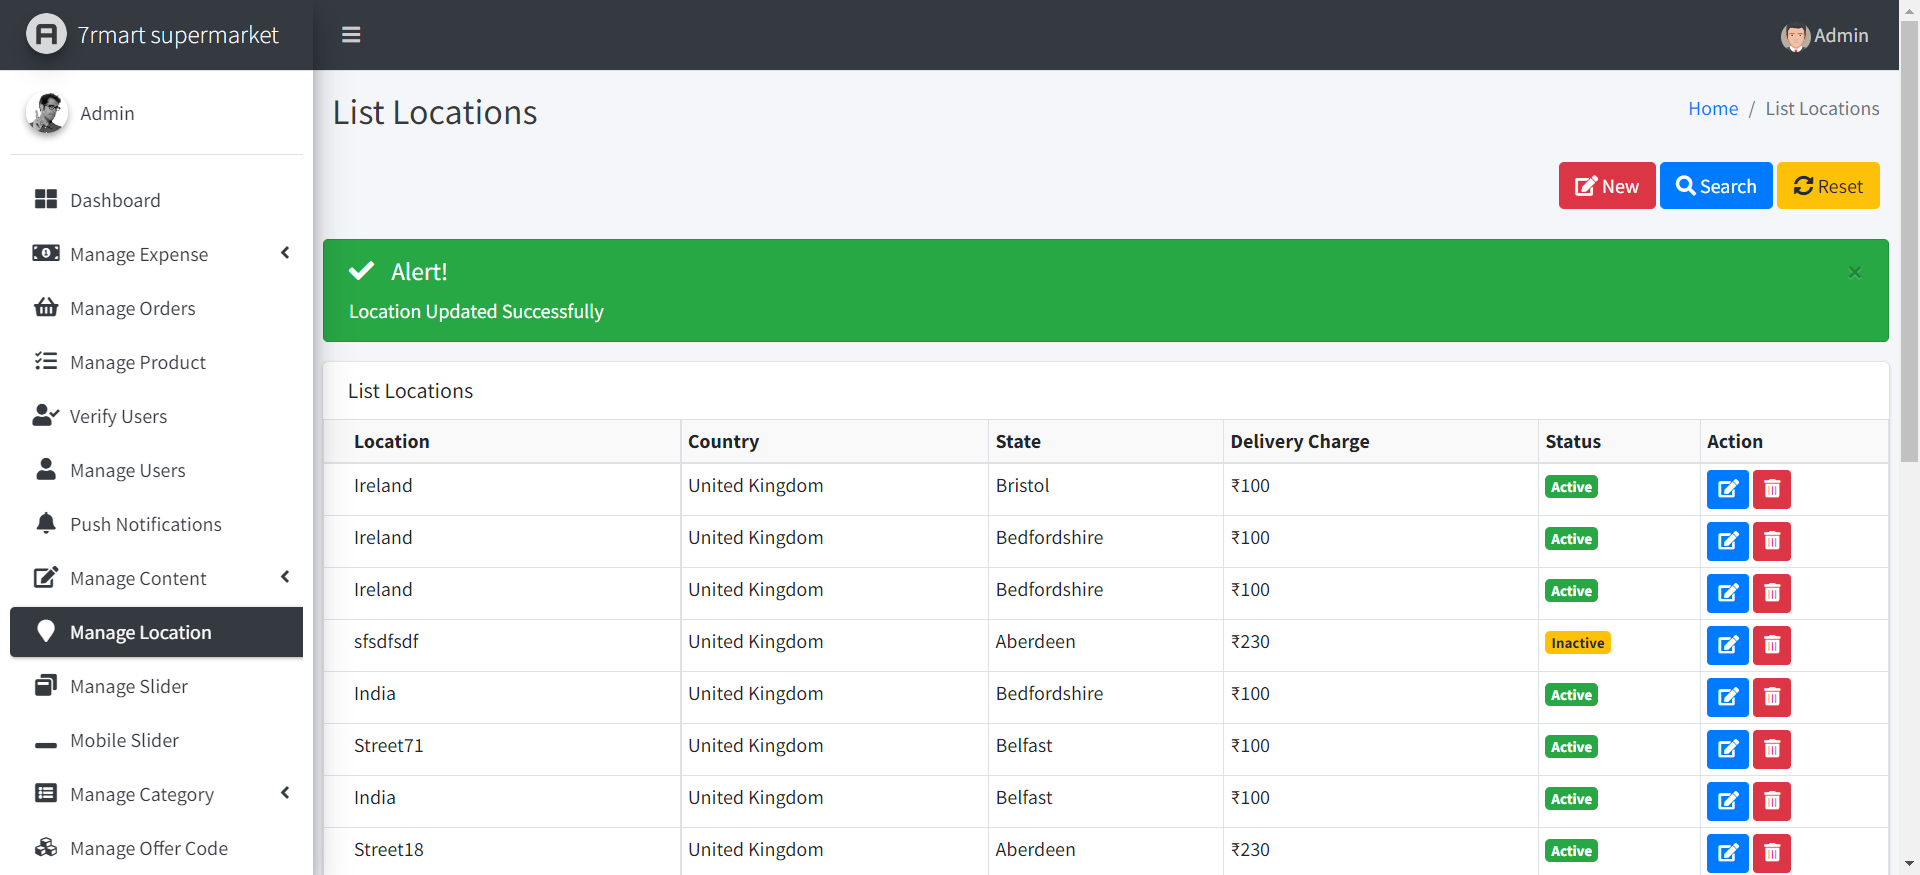 7rmart supermarket
Admin
Admin
Dashboard
Manage Expense
Manage Orders
Manage Product
Verify Users
Manage Users
Push Notifications
Manage Content
Manage Location
Manage Slider
Mobile Slider
Manage Category
Manage Offer Code
List Locations
Home / List Locations
New Search Reset
Alert!
×
Location Updated Successfully
List Locations
Location Country State Delivery Charge Status Action
Ireland United Kingdom Bristol ₹100 Active
Ireland United Kingdom Bedfordshire ₹100 Active
Ireland United Kingdom Bedfordshire ₹100 Active
sfsdfsdf United Kingdom Aberdeen ₹230 Inactive
India United Kingdom Bedfordshire ₹100 Active
Street71 United Kingdom Belfast ₹100 Active
India United Kingdom Belfast ₹100 Active
Street18 United Kingdom Aberdeen ₹230 Active